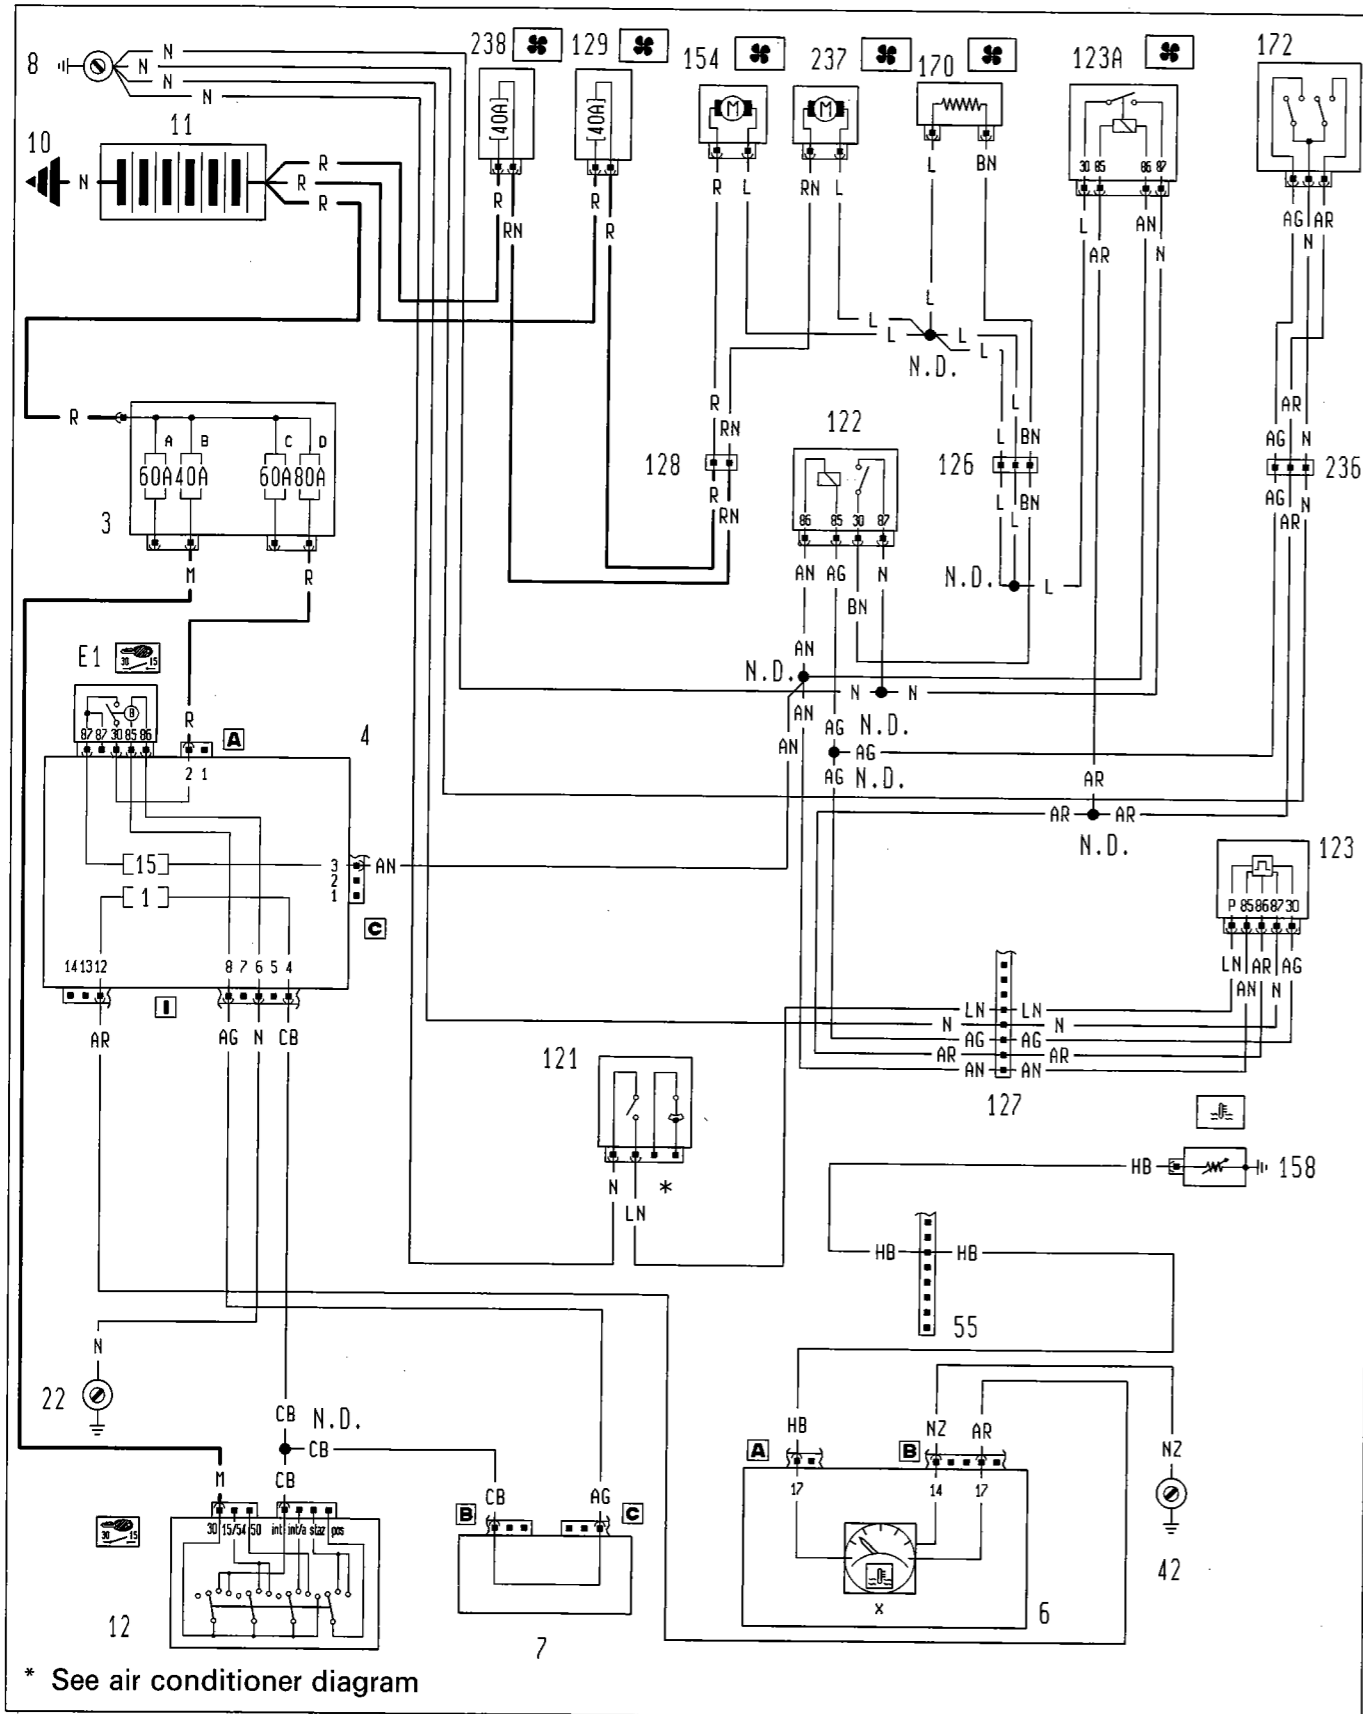 8
N
N
N
N
238
129
154
237
170
123A
172
10
11
N
R
R
R
[40A]
[40A]
M
M
30 85 86 87
R
R
RN
R
R
L
RN
L
L
BN
L
AR
AN
N
AG
N
AR
L
L
L
L
L
N.D.
R
A
B
C
D
60A
40A
60A
80A
3
M
R
R
RN
128
R
RN
122
86 85 30 87
AN
AG
BN
N
126
L
L
BN
L
L
BN
N.D.
L
AR
AG
N
236
AG
AR
N
E1
30 15
B
87 87 30 85 86
R
A
2 1
4
AN
N.D.
AN
AN
N
N
AG
N.D.
AG
AG
N.D.
AR
AR
AR
N.D.
15
1
3
2
1
AN
C
14 13 12
8 7 6 5 4
I
AR
AG
N
CB
123
P 85 86 87 30
LN
AN
AR
N
AG
LN
LN
N
N
AG
AG
AR
AR
AN
AN
127
121
N
LN
*
HB
158
HB
HB
55
N
22
CB
N.D.
CB
CB
M
30 15
30 15/54 50
int int/a staz pos
12
B
CB
AG
C
7
HB
NZ
AR
A
B
17
14
17
X
6
NZ
42
* See air conditioner diagram